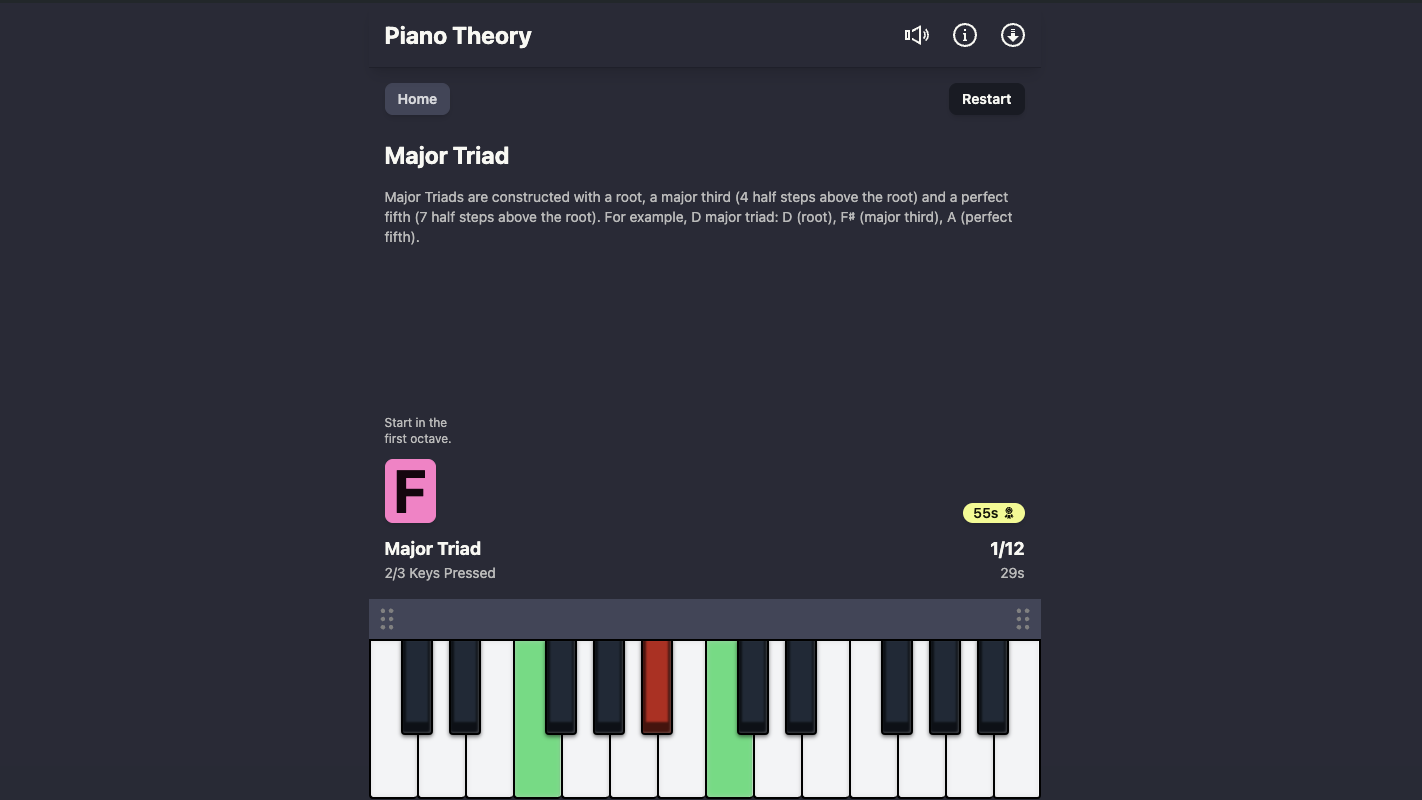 Piano Theory
Home
Restart
Major Triad
Major Triads are constructed with a root, a major third (4 half steps above the root) and a perfect
fifth (7 half steps above the root). For example, D major triad: D (root), F# (major third), A (perfect
fifth).
Start in the
first octave.
F
55s
Major Triad
1/12
2/3 Keys Pressed
29s